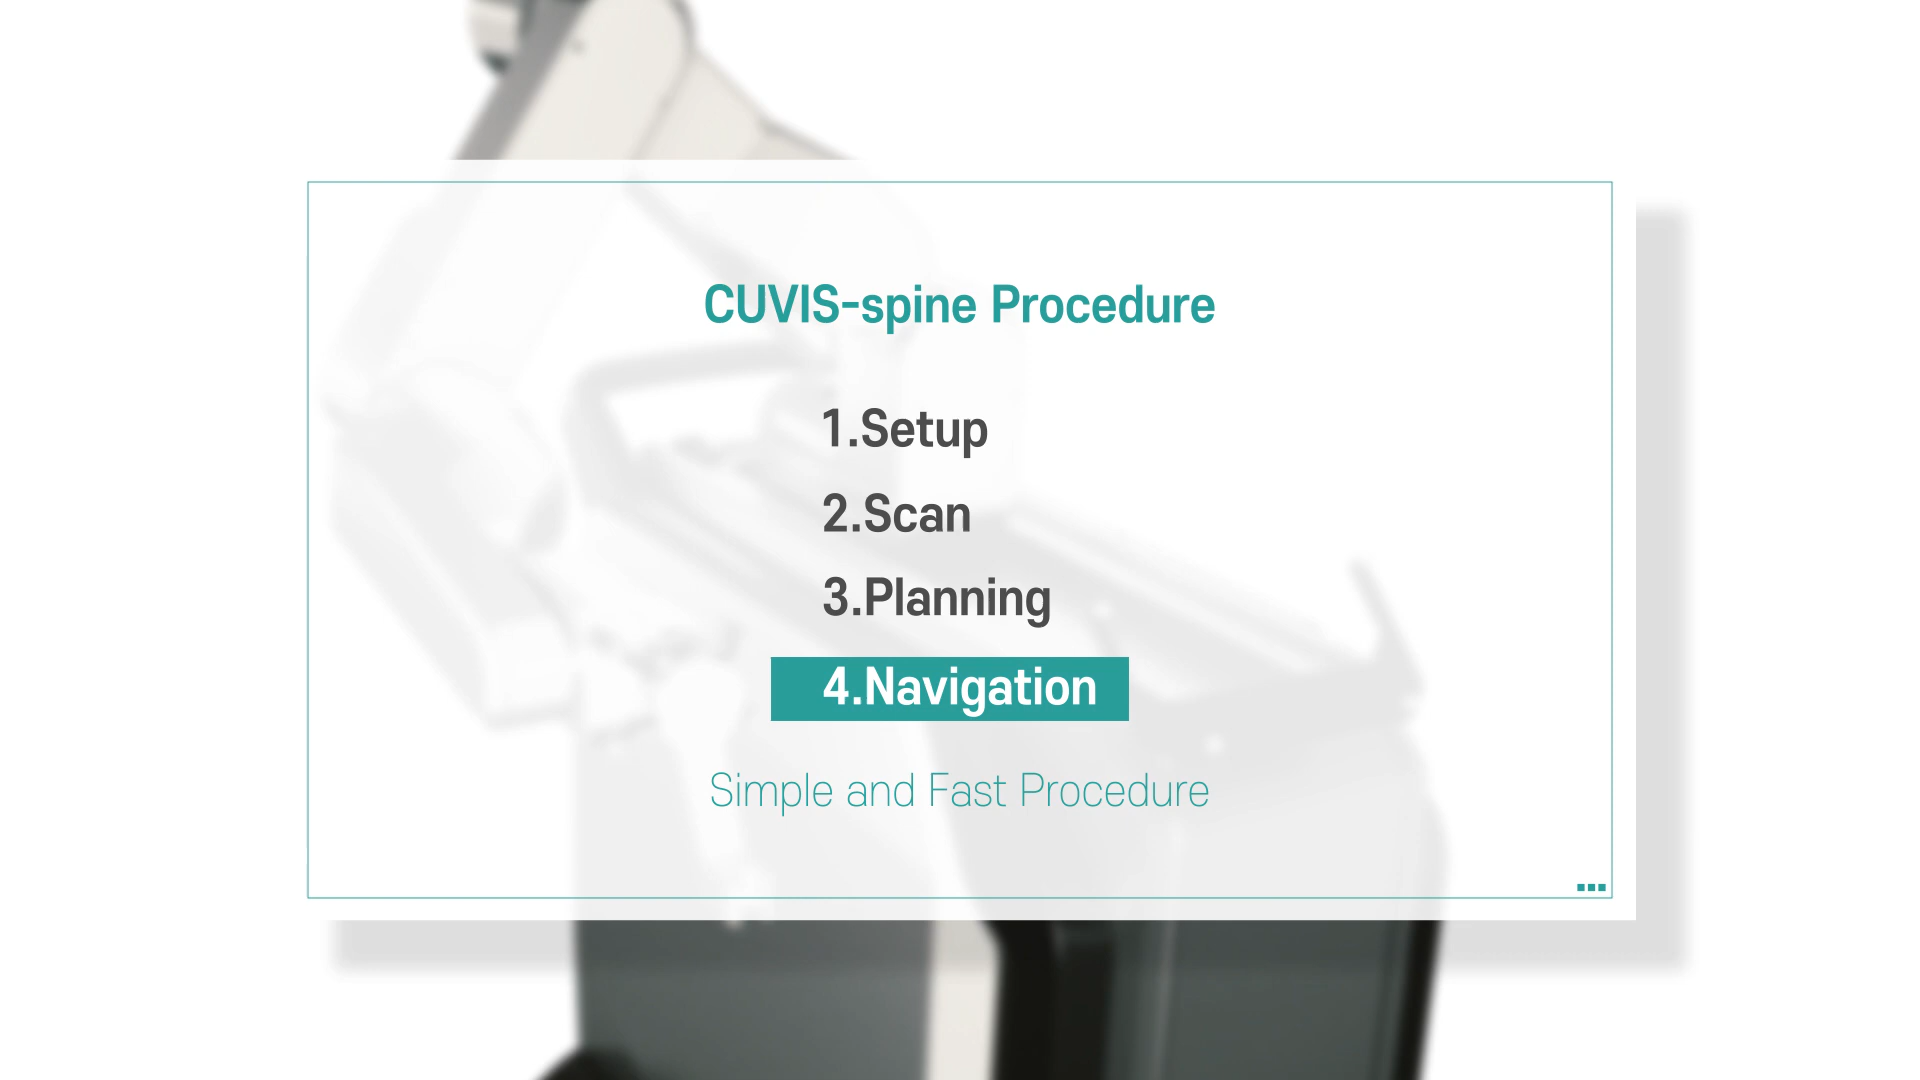 CUVIS-spine Procedure
1.Setup
2.Scan
3.Planning
4.Navigation
Simple and Fast Procedure